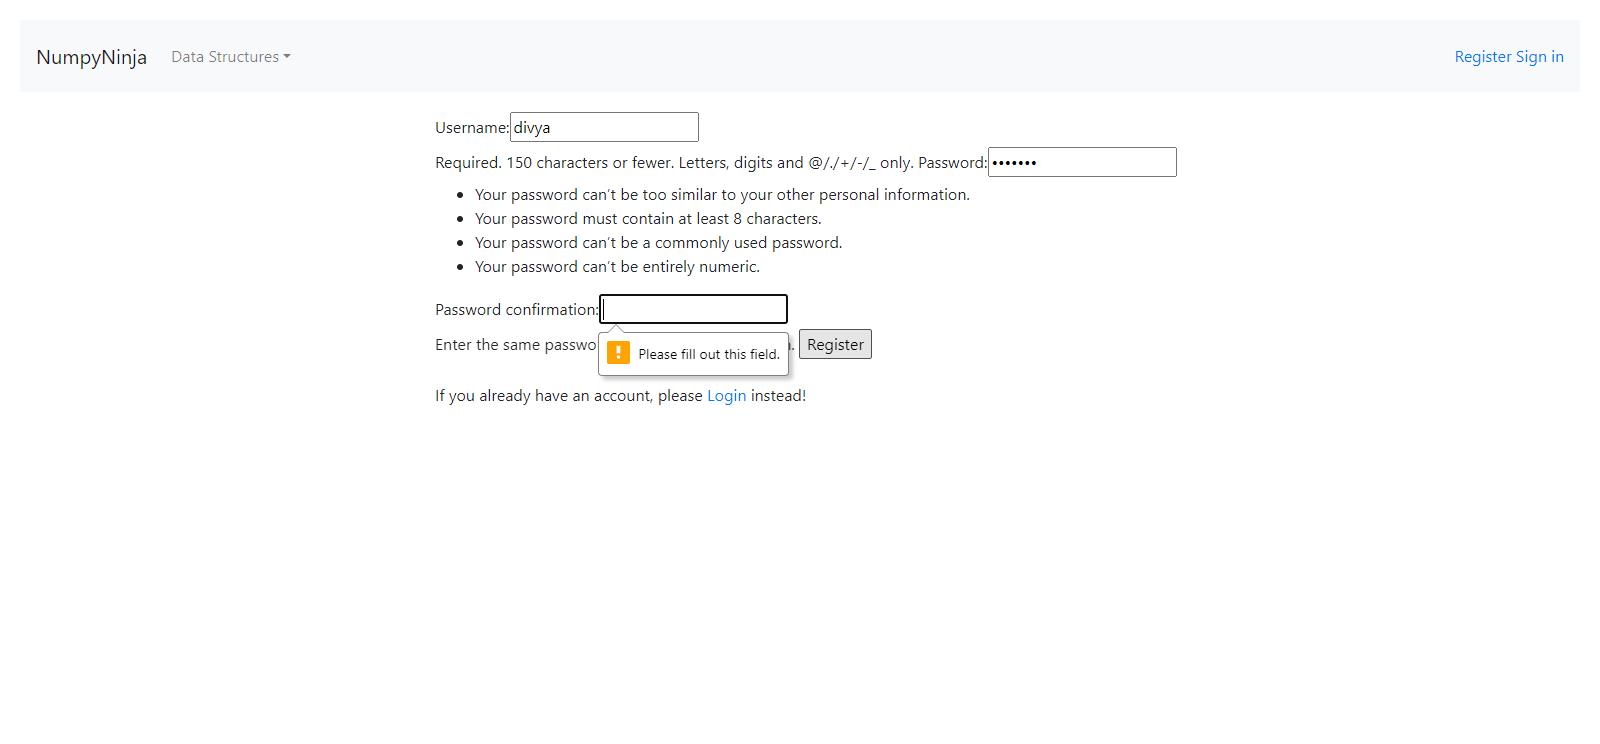 NumpyNinja Data Structures Register Sign in
Username: divya
Required. 150 characters or fewer. Letters, digits and @/./+/-/_ only. Password: •••••••
• Your password can't be too similar to your other personal information.
• Your password must contain at least 8 characters.
• Your password can't be a commonly used password.
• Your password can't be entirely numeric.
Password confirmation:
Enter the same Register
! Please fill out this field.
If you already have an account, please Login instead!